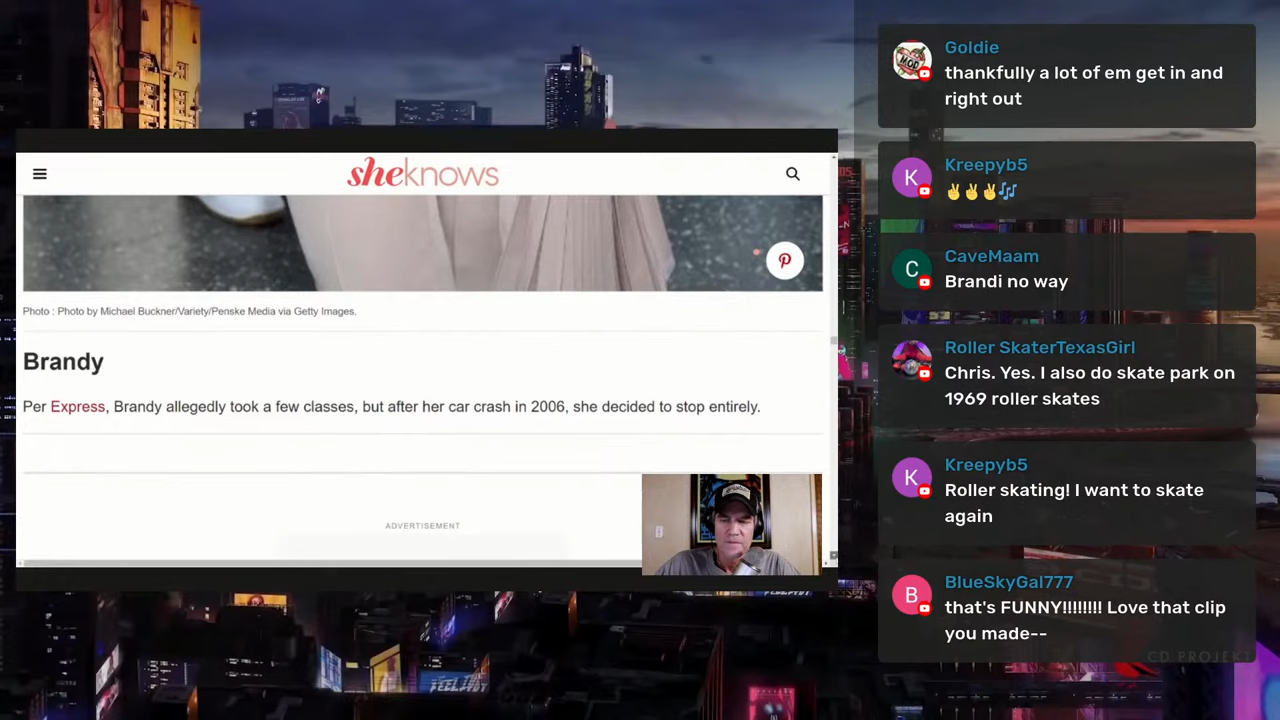 sheknows
Photo : Photo by Michael Buckner/Variety/Penske Media via Getty Images.
Brandy
Per Express, Brandy allegedly took a few classes, but after her car crash in 2006, she decided to stop entirely.
ADVERTISEMENT
Goldie
thankfully a lot of em get in and
right out
K
Kreepyb5
✌✌✌🎶
C
CaveMaam
Brandi no way
Roller SkaterTexasGirl
Chris. Yes. I also do skate park on
1969 roller skates
K
Kreepyb5
Roller skating! I want to skate
again
B
BlueSkyGal777
that's FUNNY!!!!!!!! Love that clip
you made--
CD PROJEKT